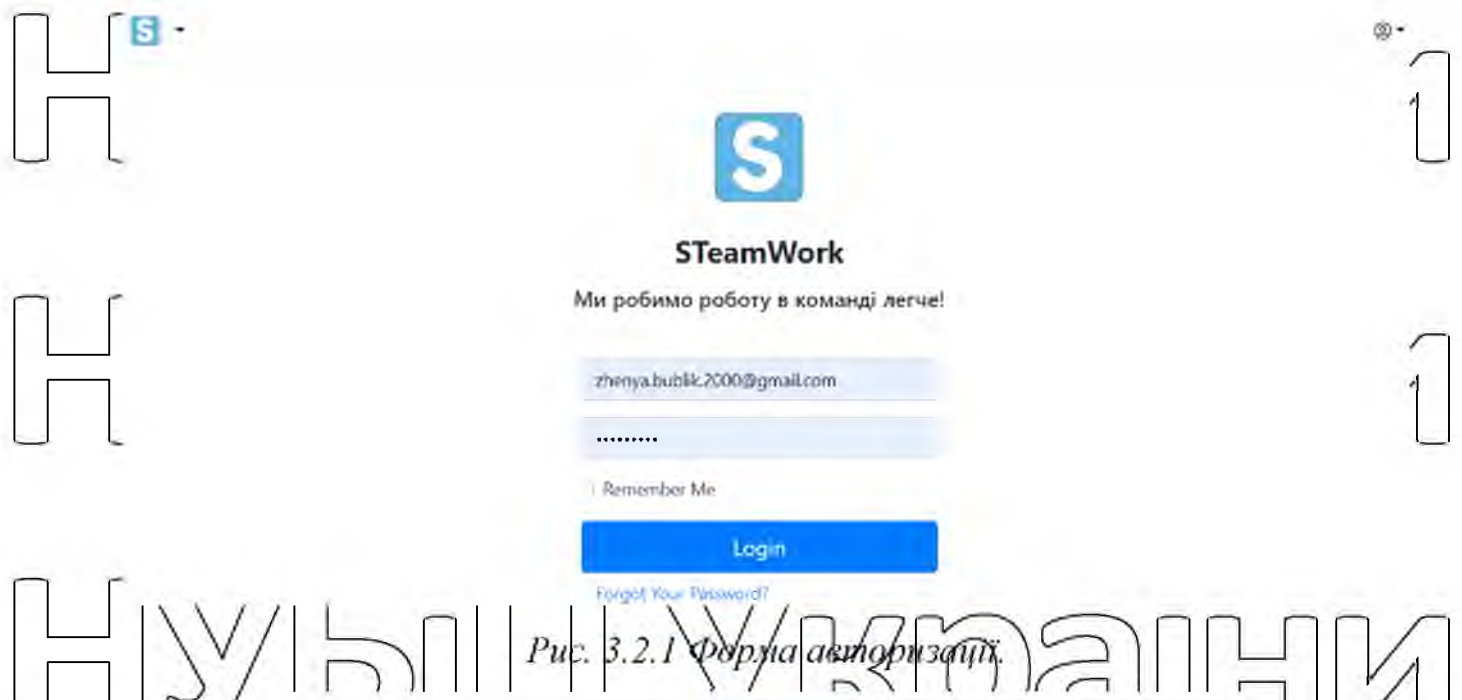 S
S
STeamWork
Ми робимо роботу в команді легче!
zhenya.bublik.2000@gmail.com
•••••••••
Remember Me
Login
Forgot Your Password?
Рис. 3.2.1 Форма авторизації.
України